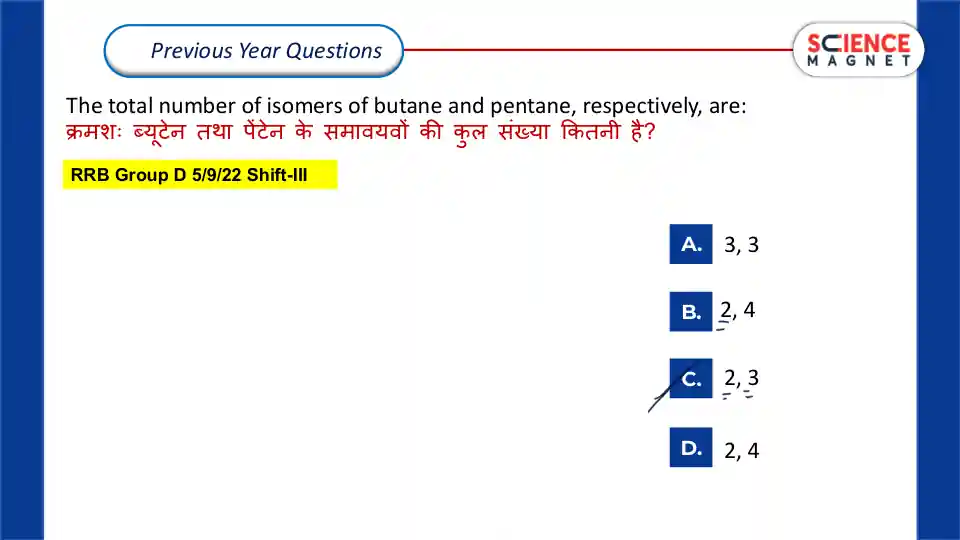 Previous Year Questions
SCIENCE
MAGNET
The total number of isomers of butane and pentane, respectively, are:
क्रमशः ब्यूटेन तथा पेंटेन के समावयवों की कुल संख्या कितनी है?
RRB Group D 5/9/22 Shift-III
A. 3, 3
B. 2, 4
C. 2, 3
D. 2, 4